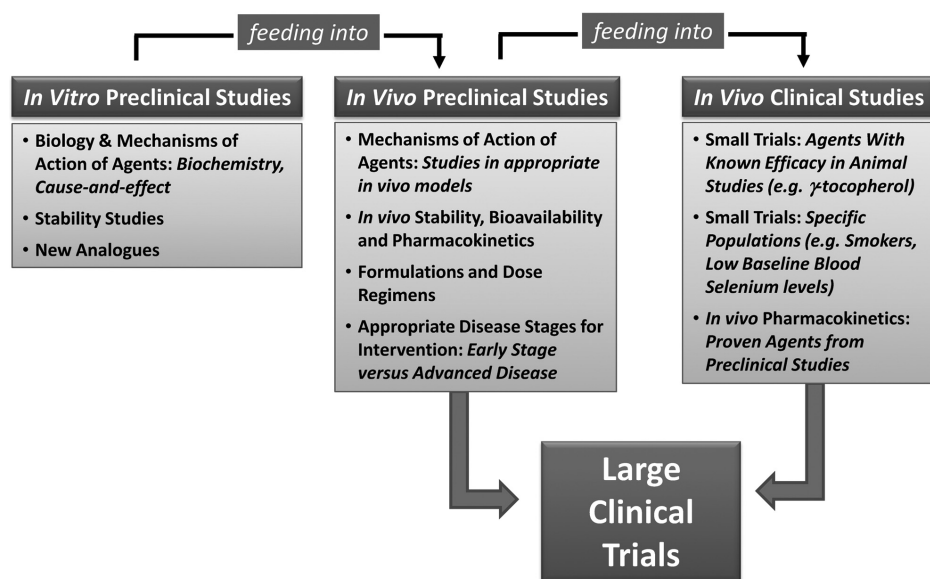 feeding into
feeding into
In Vitro Preclinical Studies
• Biology & Mechanisms of
Action of Agents: Biochemistry,
Cause-and-effect
• Stability Studies
• New Analogues
In Vivo Preclinical Studies
• Mechanisms of Action of
Agents: Studies in appropriate
in vivo models
• In vivo Stability, Bioavailability
and Pharmacokinetics
• Formulations and Dose
Regimens
• Appropriate Disease Stages for
Intervention: Early Stage
versus Advanced Disease
In Vivo Clinical Studies
• Small Trials: Agents With
Known Efficacy in Animal
Studies (e.g. γ-tocopherol)
• Small Trials: Specific
Populations (e.g. Smokers,
Low Baseline Blood
Selenium levels)
• In vivo Pharmacokinetics:
Proven Agents from
Preclinical Studies
Large
Clinical
Trials